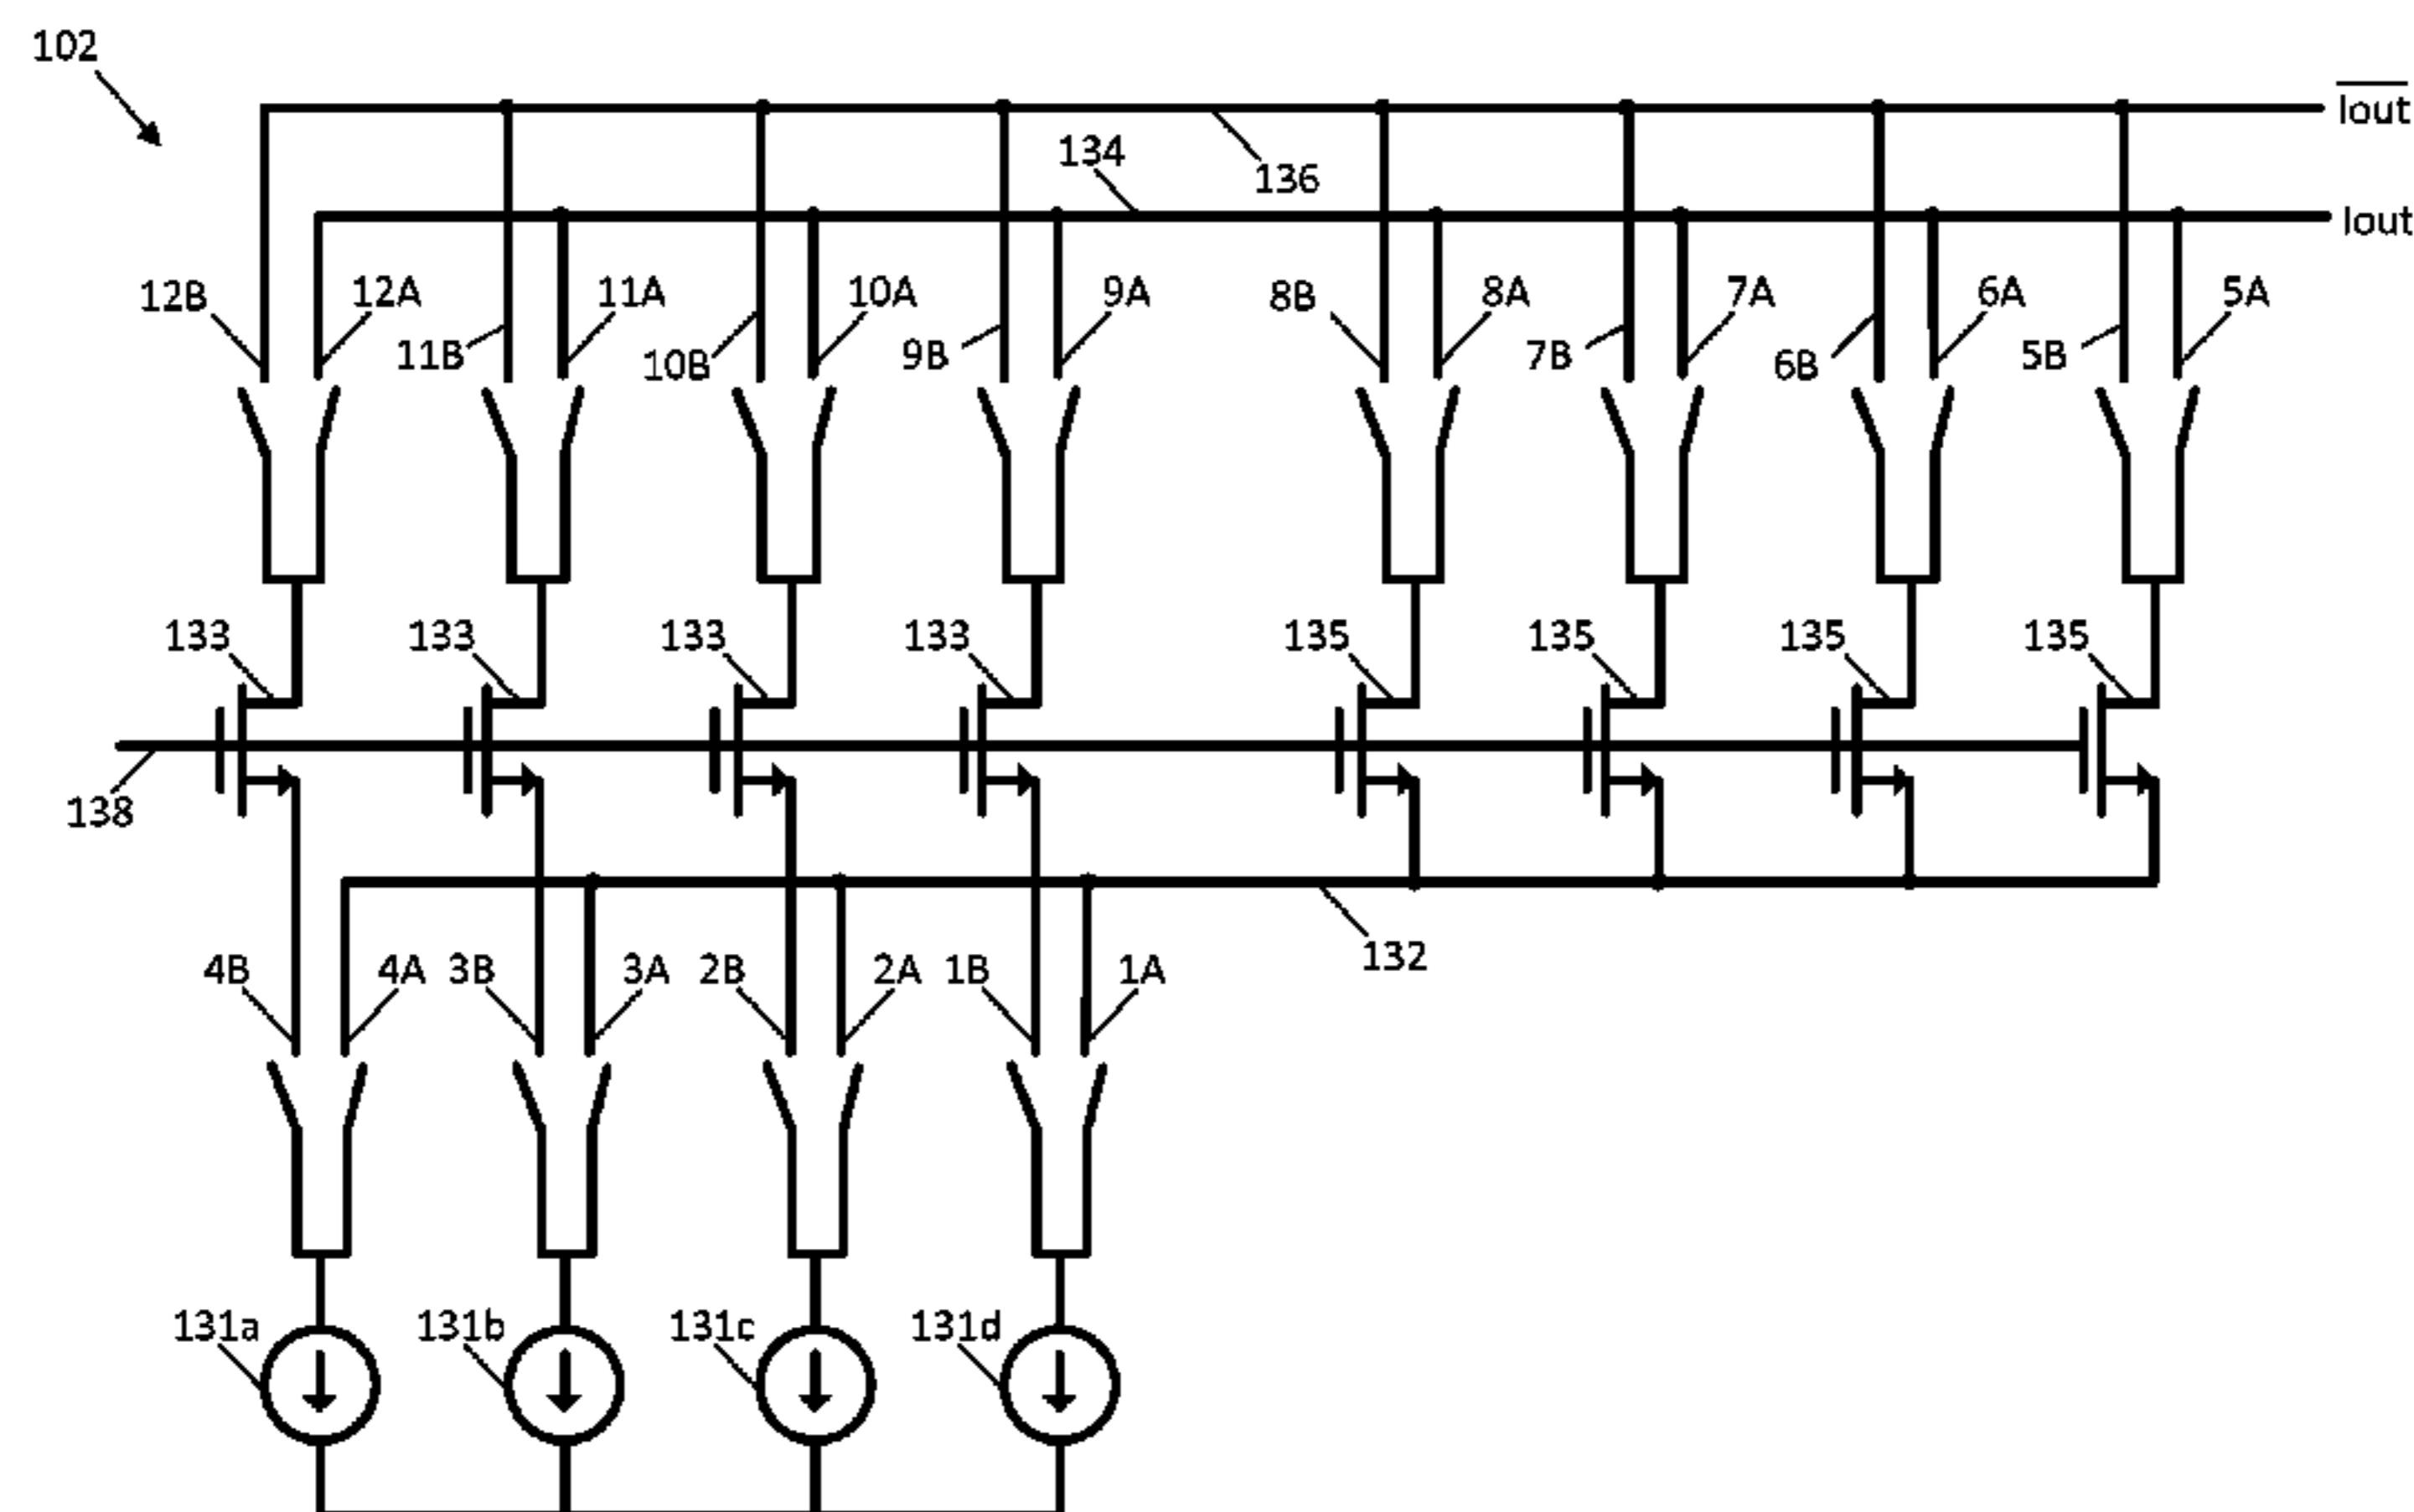 102
Iout
134
136
Iout
12B 12A 11A 10A 9A 8B 8A 7A 6A 5A
11B 10B 9B 7B 6B 5B
133 133 133 133 135 135 135 135
138
132
4B 4A 3B 3A 2B 2A 1B 1A
131a 131b 131c 131d